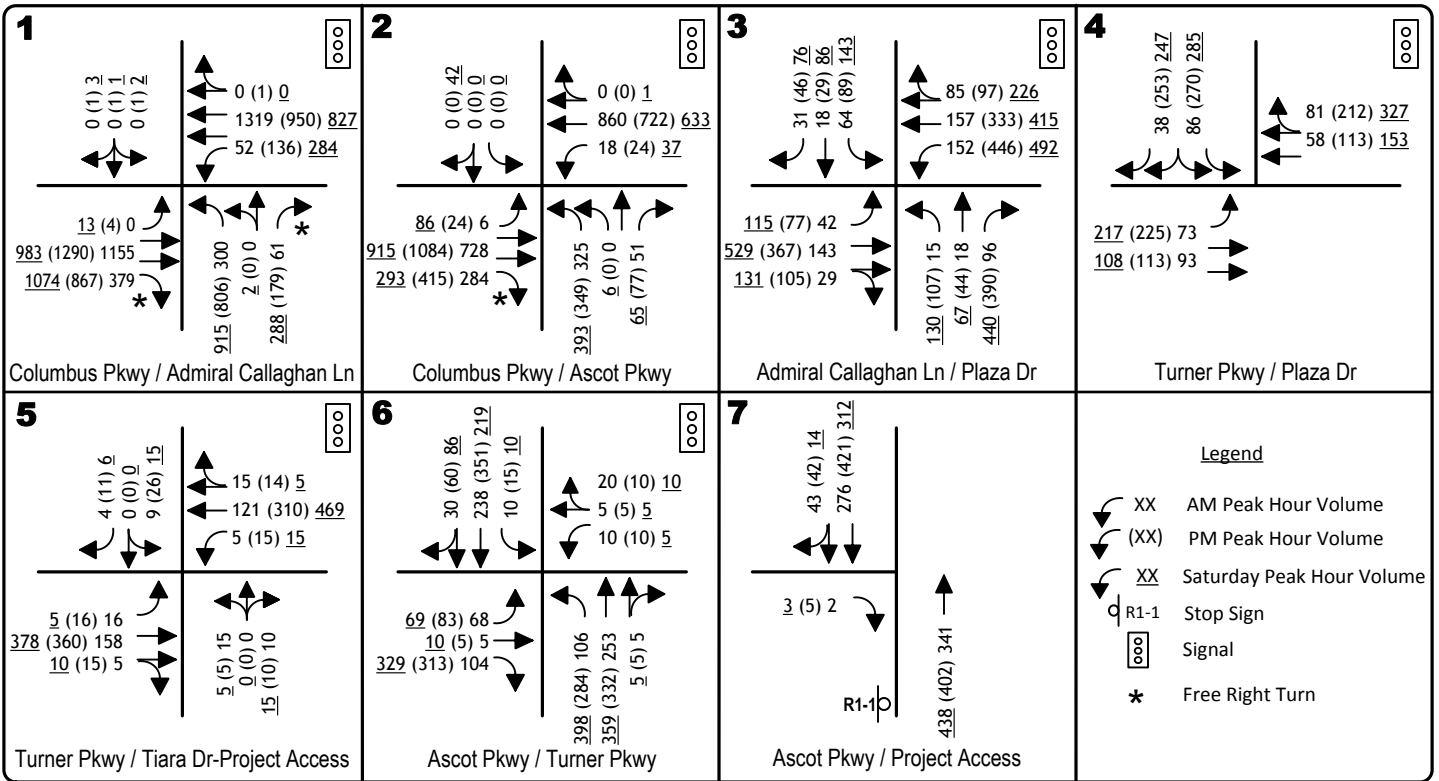 1
0 (1) 3
0 (1) 1
0 (1) 2
0 (1) 0
1319 (950) 827
52 (136) 284
13 (4) 0
983 (1290) 1155
1074 (867) 379
*
915 (806) 300
2 (0) 0
288 (179) 61
*
Columbus Pkwy / Admiral Callaghan Ln
2
0 (0) 42
0 (0) 0
0 (0) 0
0 (0) 1
860 (722) 633
18 (24) 37
86 (24) 6
915 (1084) 728
293 (415) 284
*
393 (349) 325
6 (0) 0
65 (77) 51
Columbus Pkwy / Ascot Pkwy
3
31 (46) 76
18 (29) 86
64 (89) 143
85 (97) 226
157 (333) 415
152 (446) 492
115 (77) 42
529 (367) 143
131 (105) 29
130 (107) 15
67 (44) 18
440 (390) 96
Admiral Callaghan Ln / Plaza Dr
4
38 (253) 247
86 (270) 285
81 (212) 327
58 (113) 153
217 (225) 73
108 (113) 93
Turner Pkwy / Plaza Dr
5
4 (11) 6
0 (0) 0
9 (26) 15
15 (14) 5
121 (310) 469
5 (15) 15
5 (16) 16
378 (360) 158
10 (15) 5
5 (5) 15
0 (0) 0
15 (10) 10
Turner Pkwy / Tiara Dr-Project Access
6
30 (60) 86
238 (351) 219
10 (15) 10
20 (10) 10
5 (5) 5
10 (10) 5
69 (83) 68
10 (5) 5
329 (313) 104
398 (284) 106
359 (332) 253
5 (5) 5
Ascot Pkwy / Turner Pkwy
7
43 (42) 14
276 (421) 312
3 (5) 2
R1-1
438 (402) 341
Ascot Pkwy / Project Access
Legend
XX AM Peak Hour Volume
(XX) PM Peak Hour Volume
XX Saturday Peak Hour Volume
R1-1 Stop Sign
Signal
* Free Right Turn